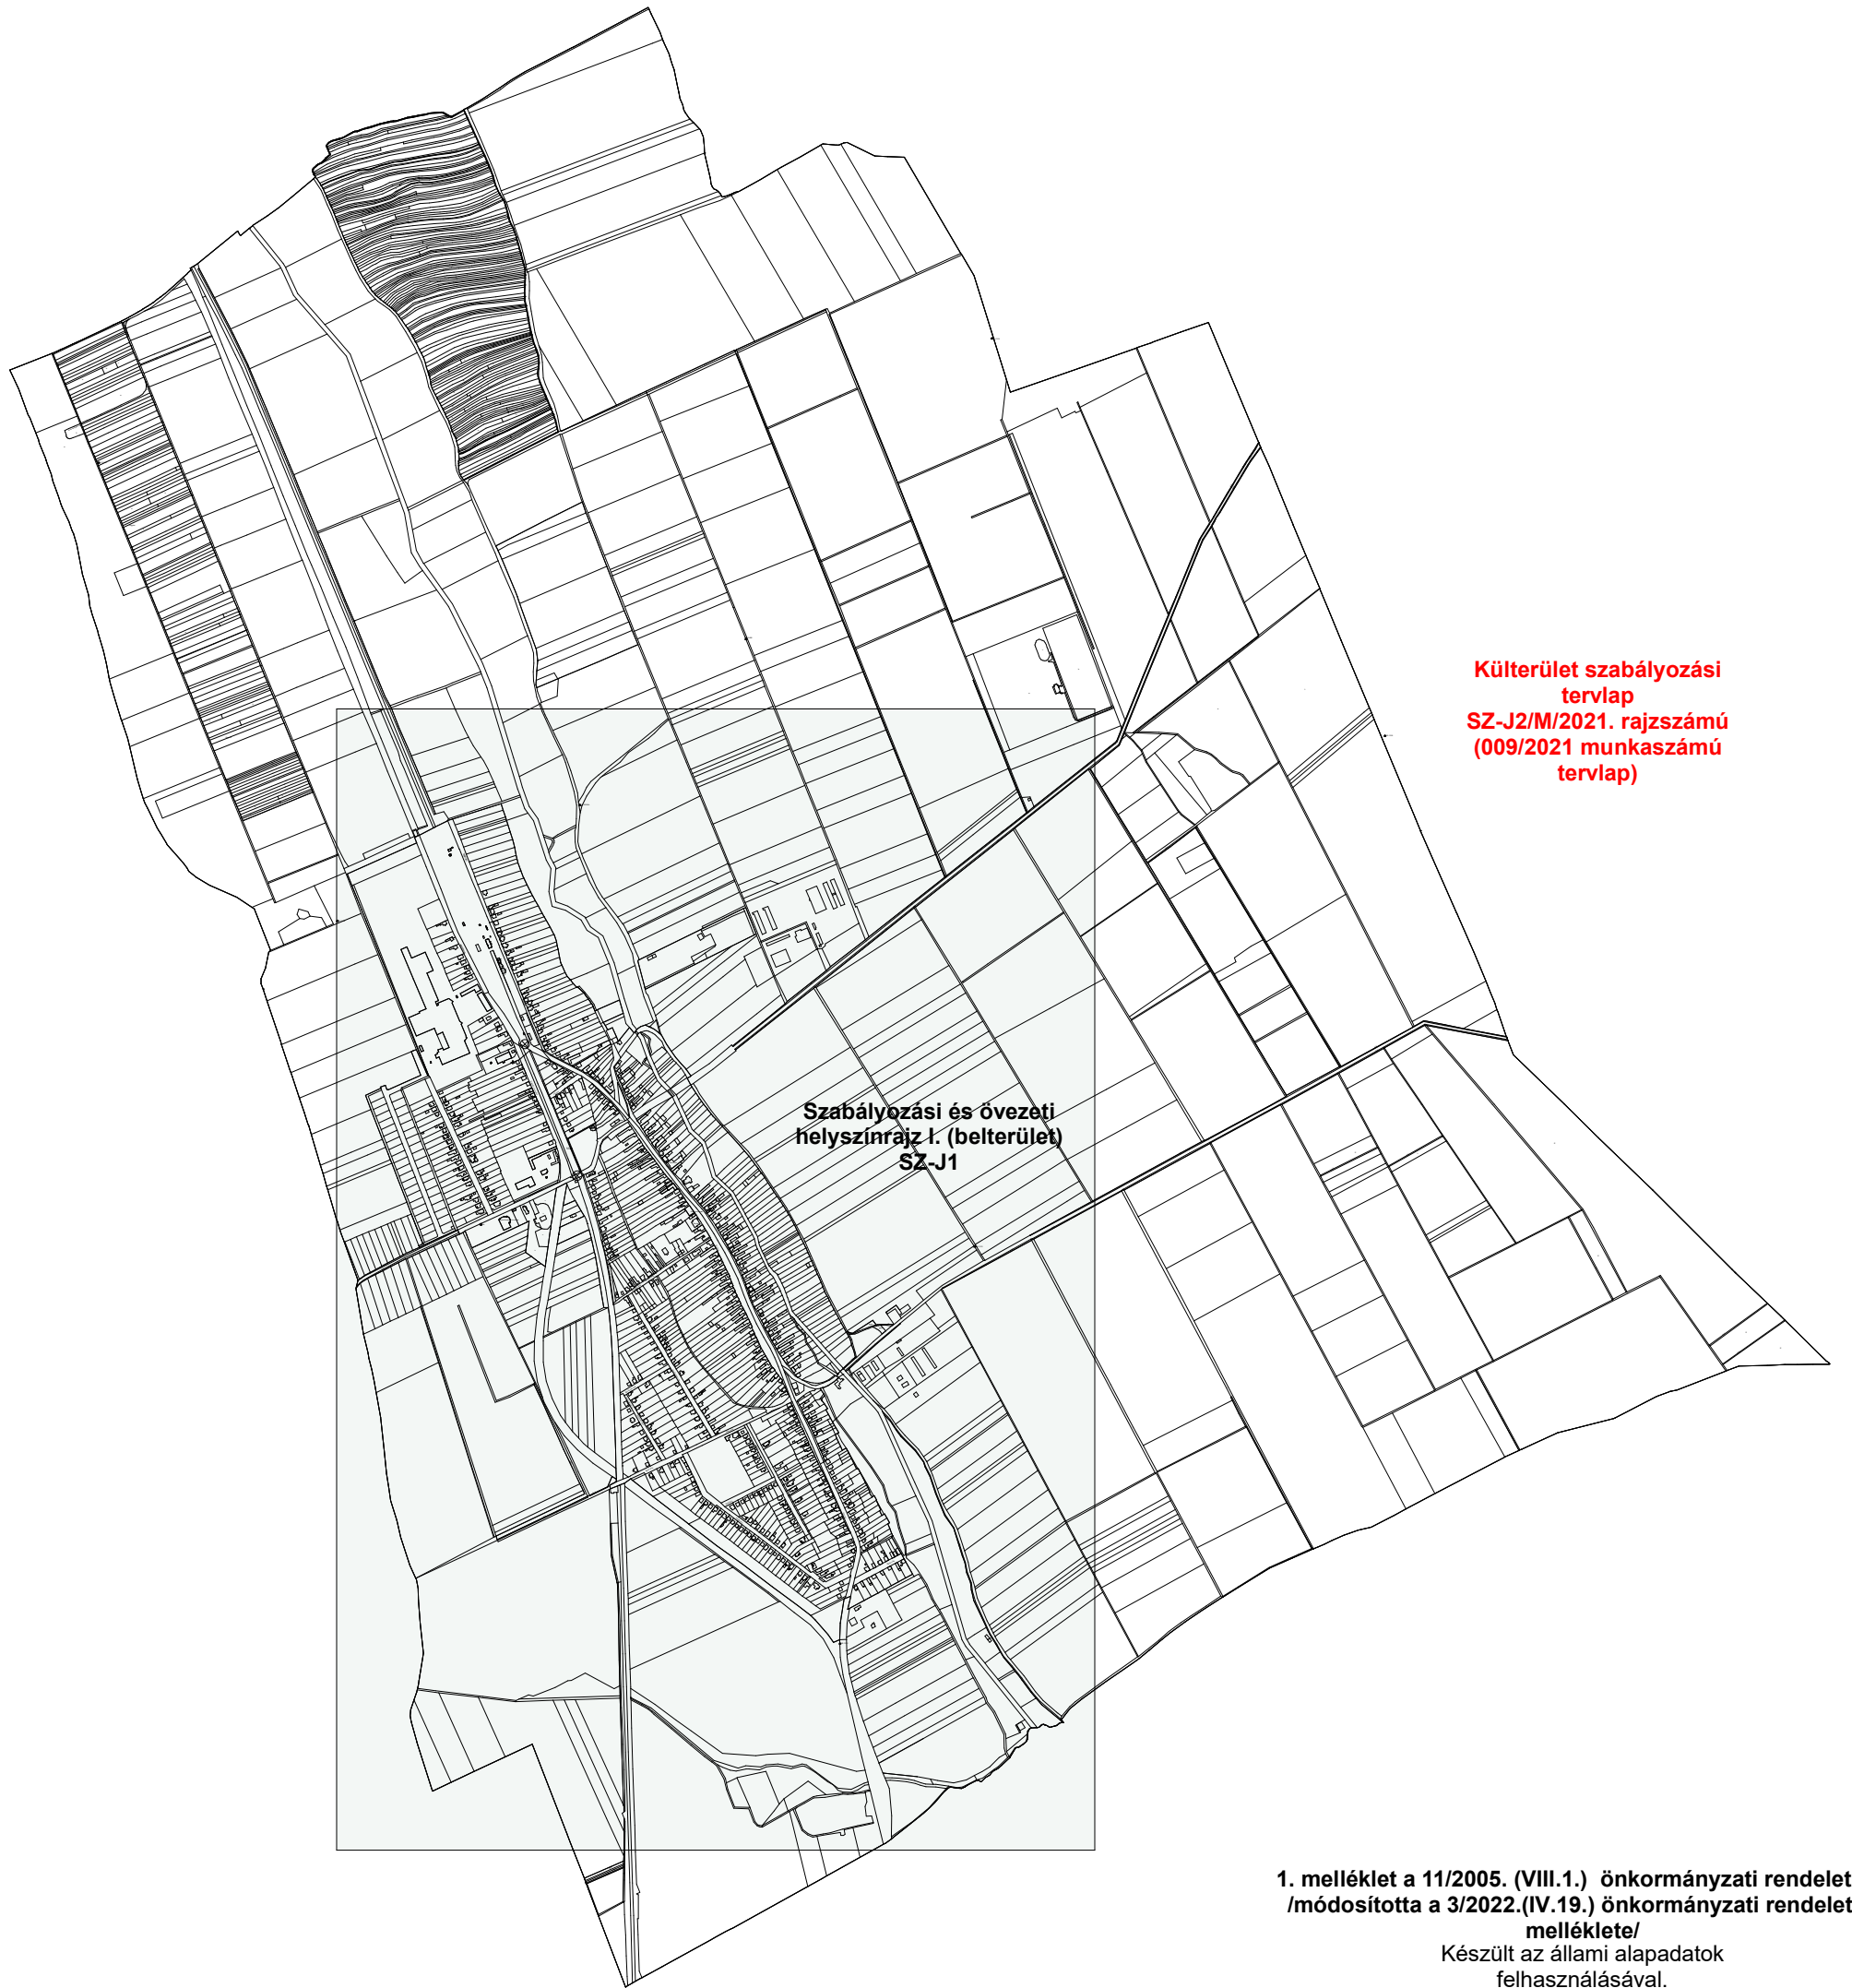 Külterület szabályozási
tervlap
SZ-J2/M/2021. rajzszámú
(009/2021 munkaszámú
tervlap)
Szabályozási és övezeti
helyszínrajz I. (belterület)
SZ-J1
1. melléklet a 11/2005. (VIII.1.) önkormányzati rendelet
/módosította a 3/2022.(IV.19.) önkormányzati rendelet
melléklete/
Készült az állami alapadatok
felhasználásával.